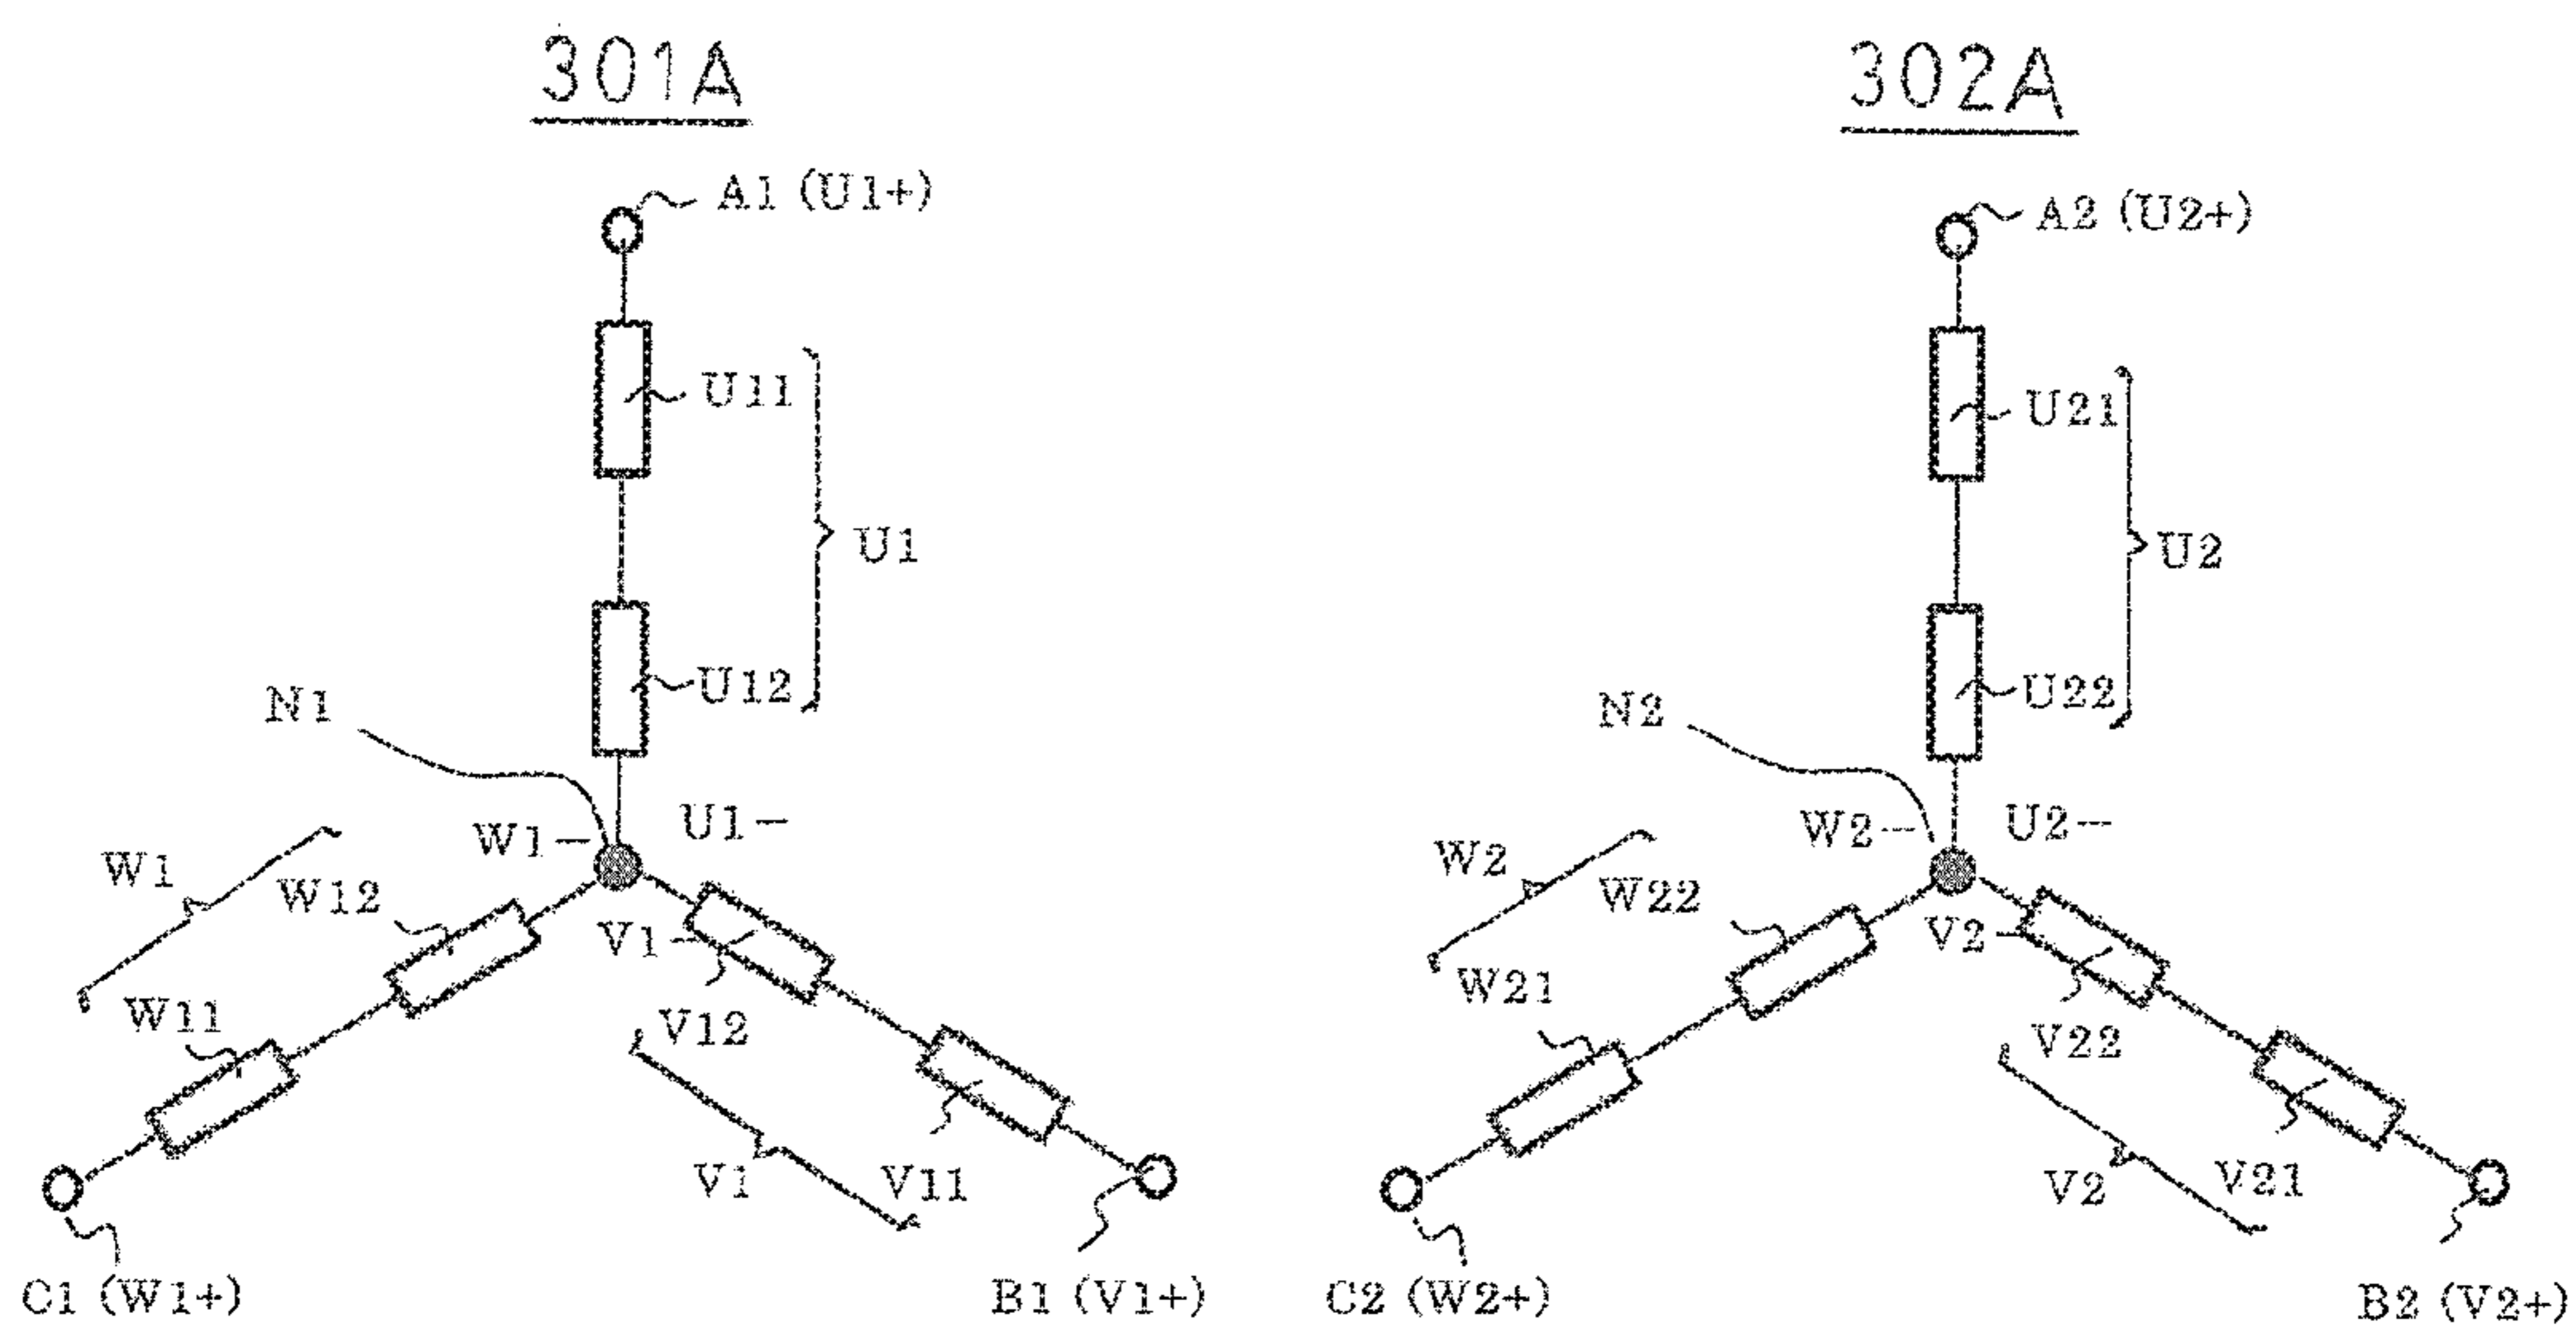 301A
302A
A1 (U1+)
A2 (U2+)
U11
U21
U1
U2
U12
U22
N1
N2
W1-
U1-
W2-
U2-
W1
W12
W2
W22
V1-
V2-
W11
V12
W21
V22
V1
V11
V2
V21
C1 (W1+)
B1 (V1+)
C2 (W2+)
B2 (V2+)